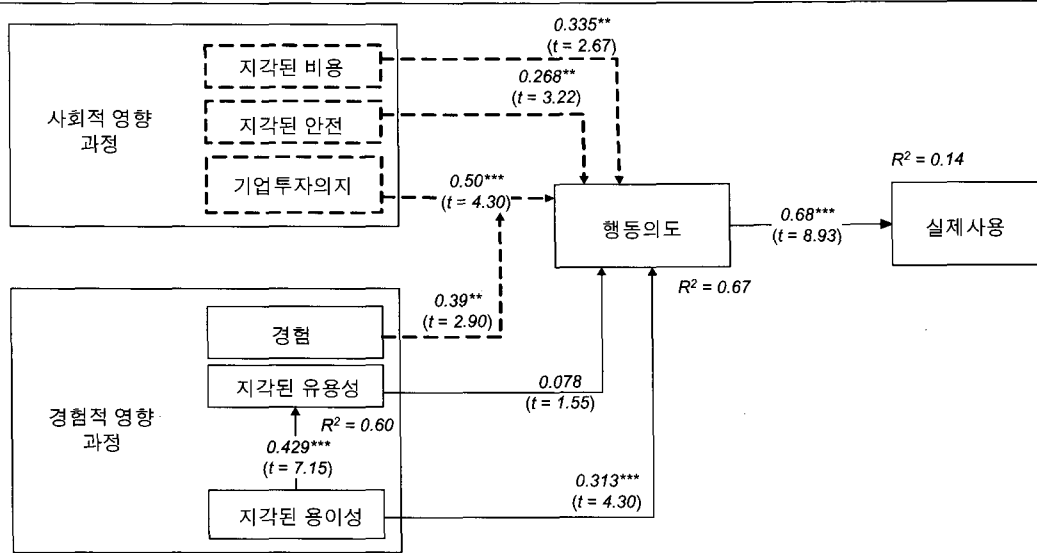 0.335**
(t = 2.67)
지각된 비용
0.268**
(t = 3.22)
사회적 영향
과정
지각된 안전
기업투자의지
0.50***
(t = 4.30)
R² = 0.14
행동의도
0.68***
(t = 8.93)
실제사용
R² = 0.67
0.39**
(t = 2.90)
경험
지각된 유용성
0.078
(t = 1.55)
경험적 영향
과정
R² = 0.60
0.429***
(t = 7.15)
0.313***
(t = 4.30)
지각된 용이성